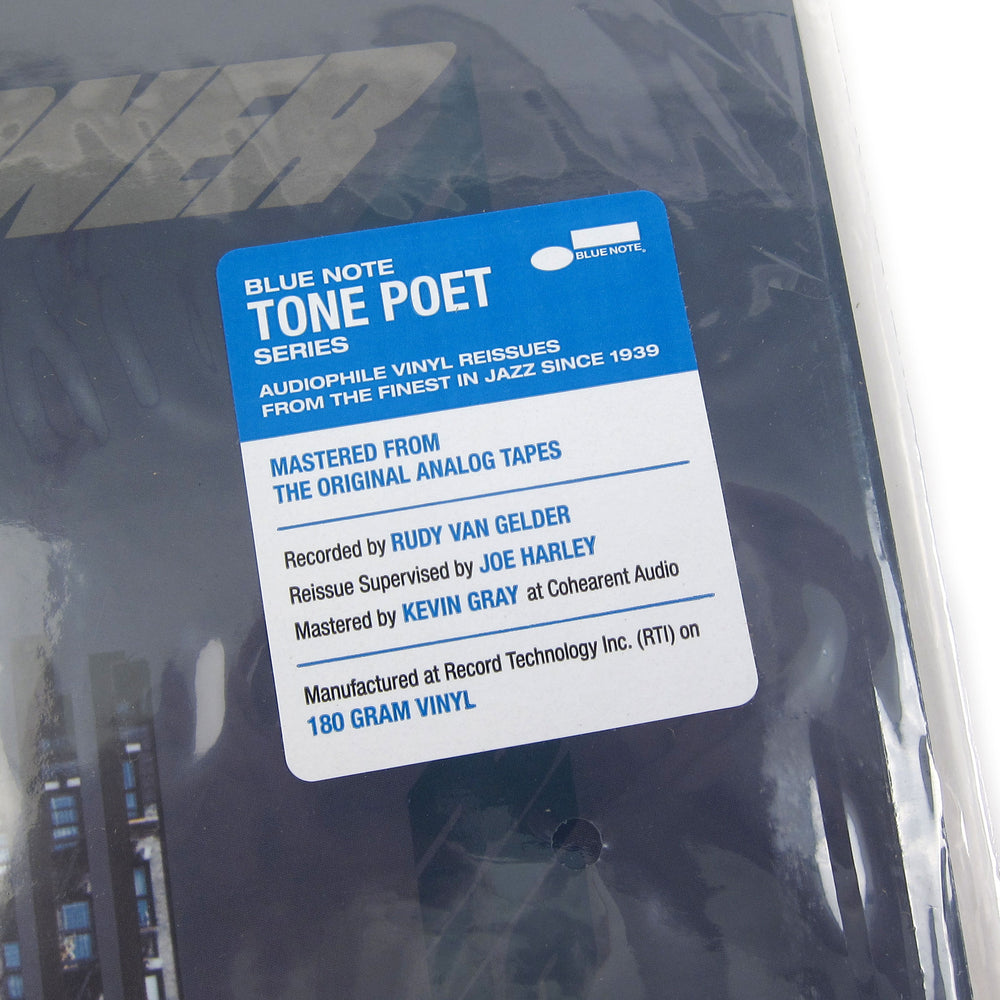 NER
BLUE NOTE
TONE POET
SERIES
BLUE NOTE®
AUDIOPHILE VINYL REISSUES
FROM THE FINEST IN JAZZ SINCE 1939
MASTERED FROM
THE ORIGINAL ANALOG TAPES
Recorded by RUDY VAN GELDER
Reissue Supervised by JOE HARLEY
Mastered by KEVIN GRAY at Cohearent Audio
Manufactured at Record Technology Inc. (RTI) on
180 GRAM VINYL